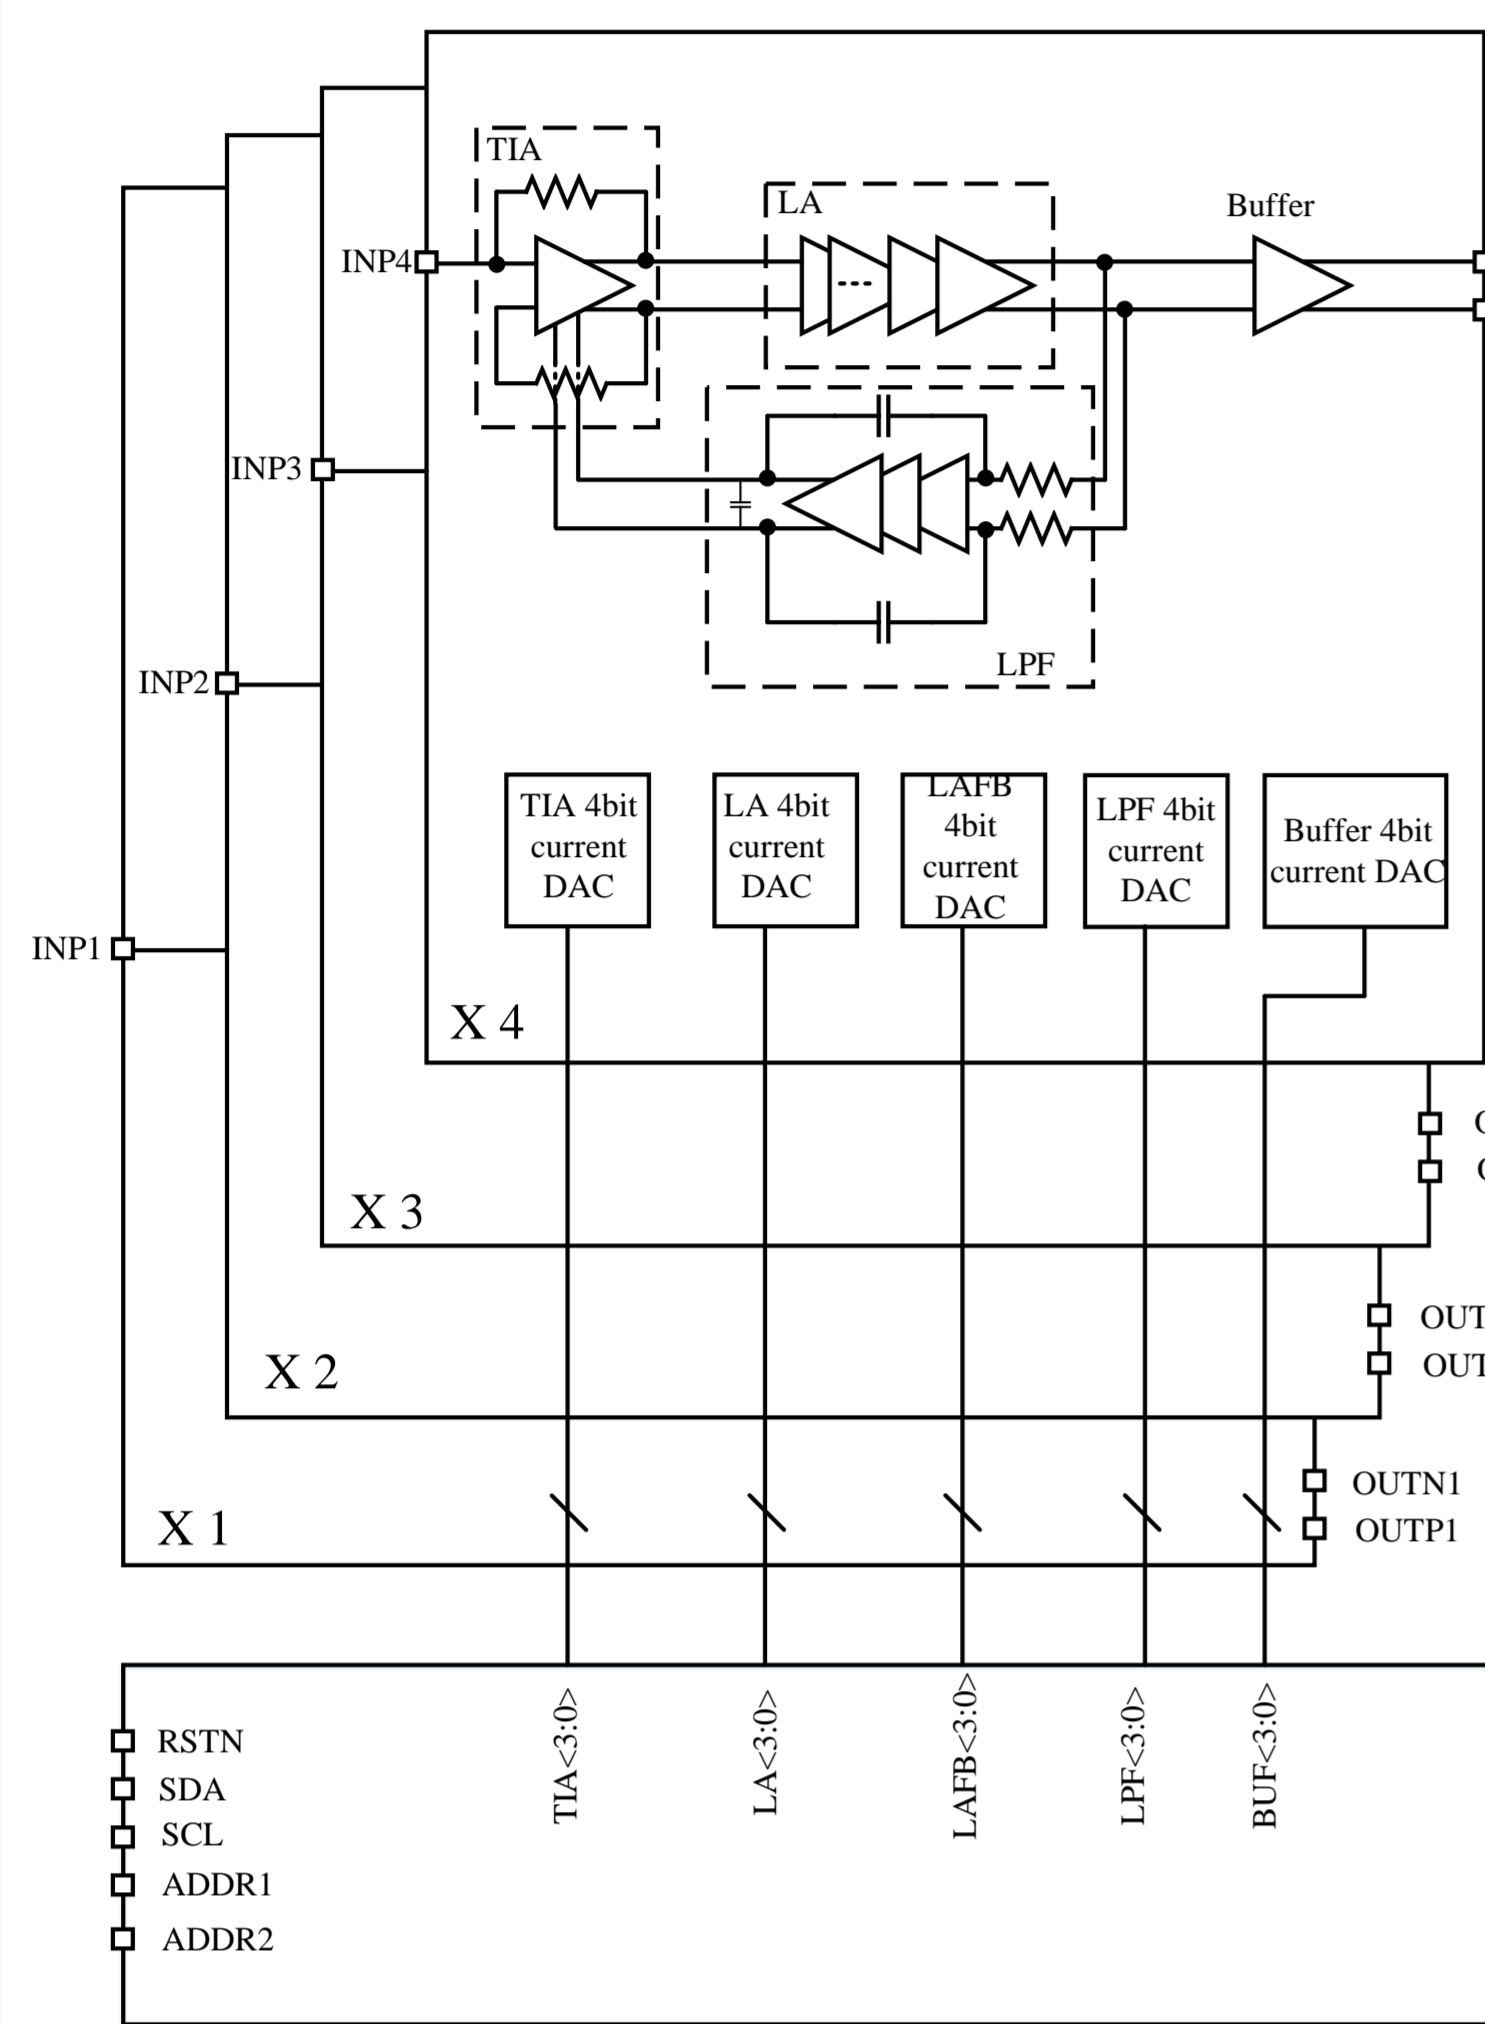 TIA
LA
Buffer
INP4
INP3
LPF
INP2
TIA 4bit
current
DAC
LA 4bit
current
DAC
LAFB
4bit
current
DAC
LPF 4bit
current
DAC
Buffer 4bit
current DAC
INP1
X 4
X 3
OUT
OUT
X 2
OUTN1
OUTP1
X 1
TIA<3:0>
LA<3:0>
LAFB<3:0>
LPF<3:0>
BUF<3:0>
RSTN
SDA
SCL
ADDR1
ADDR2